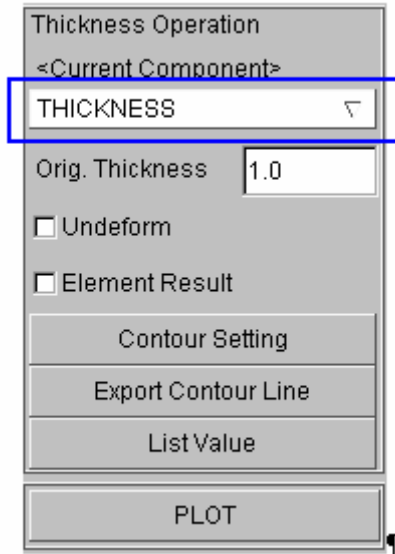 Thickness Operation
<Current Component>
THICKNESS
Orig. Thickness 1.0
Undeform
Element Result
Contour Setting
Export Contour Line
List Value
PLOT